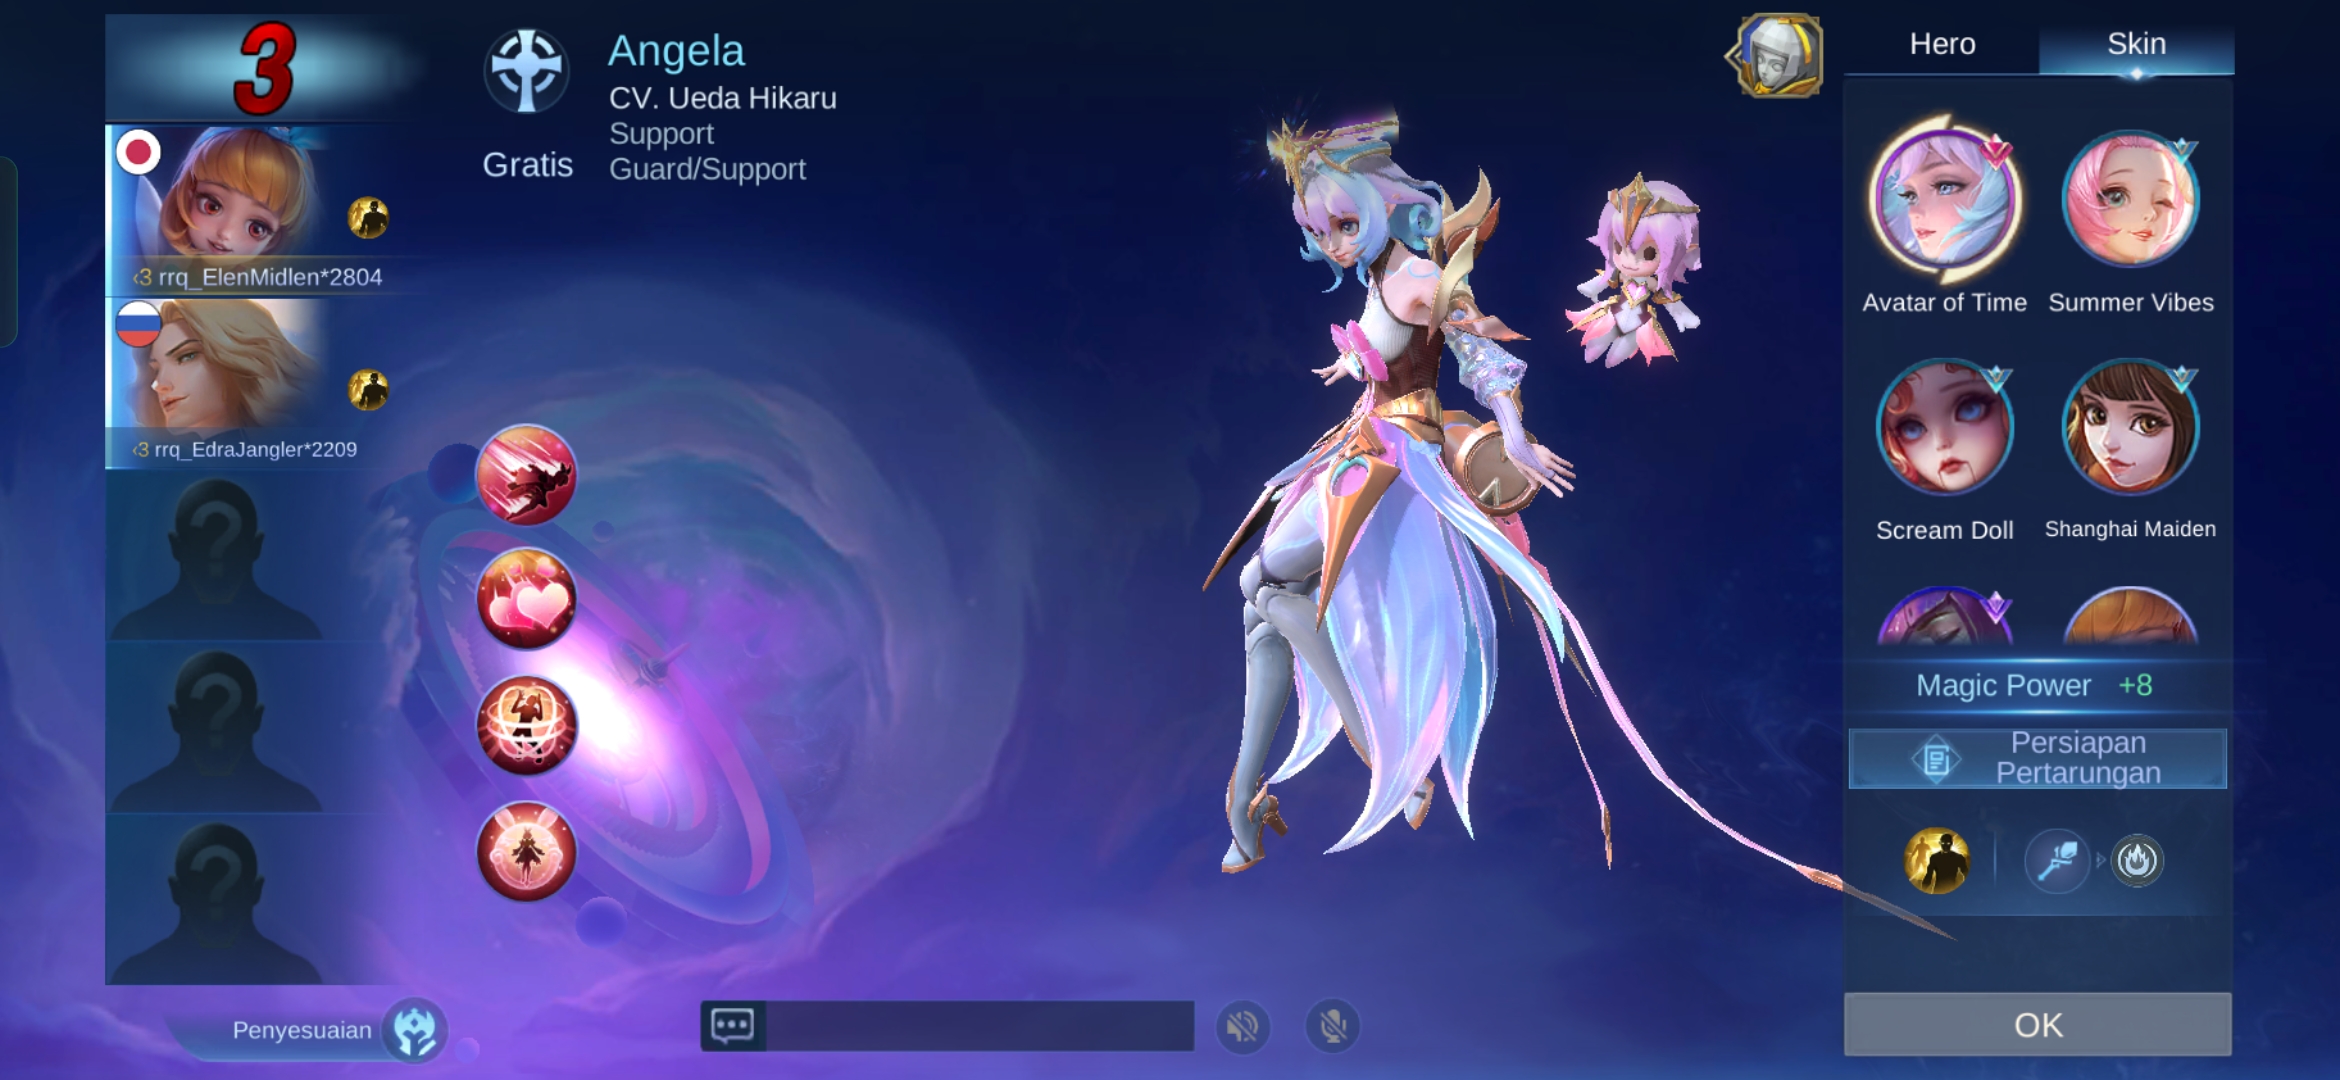 3
Angela
CV. Ueda Hikaru
Support
Guard/Support
Gratis
‹3 rrq_ElenMidlen*2804
‹3 rrq_EdraJangler*2209
Penyesuaian
Hero
Skin
Avatar of Time
Summer Vibes
Scream Doll
Shanghai Maiden
Magic Power +8
Persiapan
Pertarungan
OK